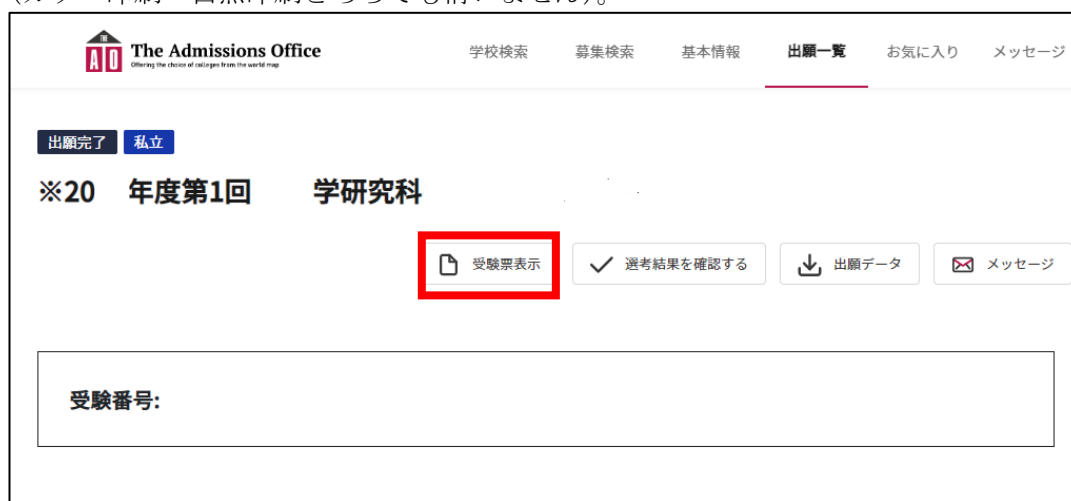 THE
AO The Admissions Office
Offering the choice of colleges from the world map
学校検索 募集検索 基本情報 出願一覧 お気に入り メッセージ
出願完了 私立
※20 年度第1回 学研究科
受験票表示 選考結果を確認する 出願データ メッセージ
受験番号: